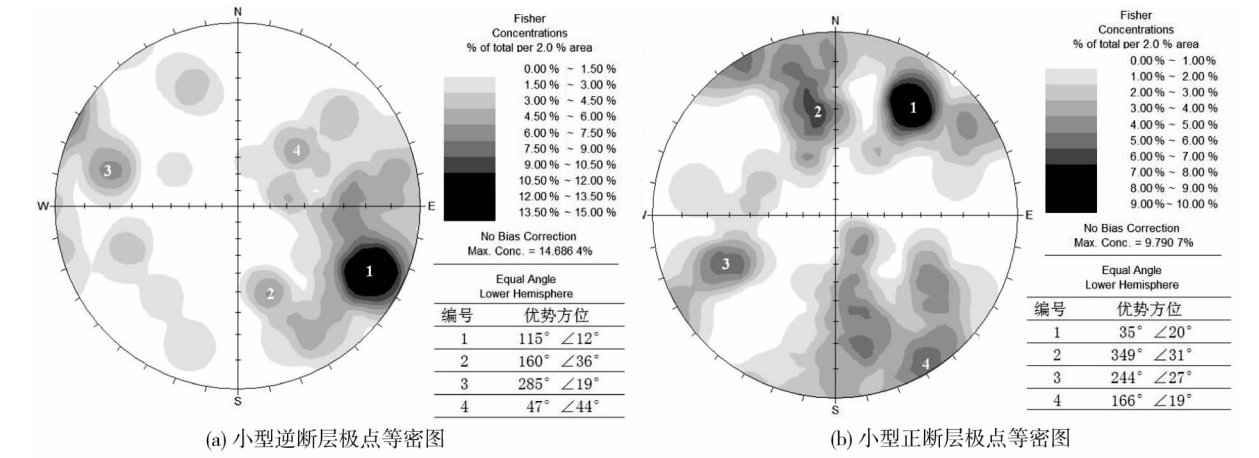 N
W
E
S
1
2
3
4
Fisher
Concentrations
% of total per 2.0 % area
0.00 % ~ 1.50 %
1.50 % ~ 3.00 %
3.00 % ~ 4.50 %
4.50 % ~ 6.00 %
6.00 % ~ 7.50 %
7.50 % ~ 9.00 %
9.00 % ~ 10.50 %
10.50 % ~ 12.00 %
12.00 % ~ 13.50 %
13.50 % ~ 15.00 %
No Bias Correction
Max. Conc. = 14.686 4%
Equal Angle
Lower Hemisphere
编号 优势方位
1 115° ∠12°
2 160° ∠36°
3 285° ∠19°
4 47° ∠44°
(a) 小型逆断层极点等密图
N
W
E
S
1
2
3
4
Fisher
Concentrations
% of total per 2.0 % area
0.00 % ~ 1.00 %
1.00 % ~ 2.00 %
2.00 % ~ 3.00 %
3.00 % ~ 4.00 %
4.00 % ~ 5.00 %
5.00 % ~ 6.00 %
6.00 % ~ 7.00 %
7.00 % ~ 8.00 %
8.00 % ~ 9.00 %
9.00 % ~ 10.00 %
No Bias Correction
Max. Conc. = 9.790 7%
Equal Angle
Lower Hemisphere
编号 优势方位
1 35° ∠20°
2 349° ∠31°
3 244° ∠27°
4 166° ∠19°
(b) 小型正断层极点等密图